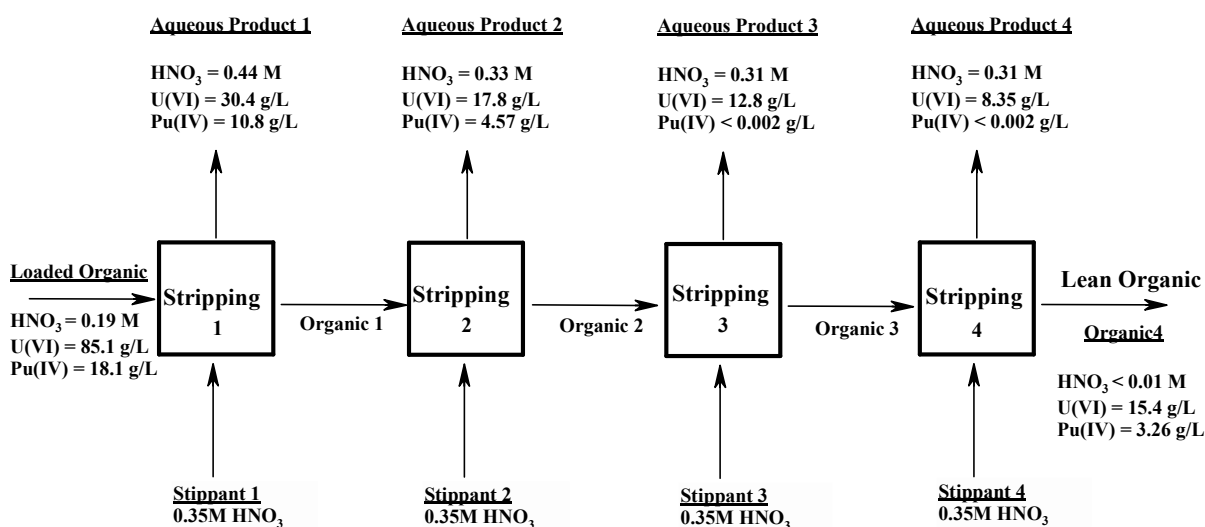 Aqueous Product 1
HNO₃ = 0.44 M
U(VI) = 30.4 g/L
Pu(IV) = 10.8 g/L
Aqueous Product 2
HNO₃ = 0.33 M
U(VI) = 17.8 g/L
Pu(IV) = 4.57 g/L
Aqueous Product 3
HNO₃ = 0.31 M
U(VI) = 12.8 g/L
Pu(IV) < 0.002 g/L
Aqueous Product 4
HNO₃ = 0.31 M
U(VI) = 8.35 g/L
Pu(IV) < 0.002 g/L
Loaded Organic
HNO₃ = 0.19 M
U(VI) = 85.1 g/L
Pu(IV) = 18.1 g/L
Stripping
1
Organic 1
Stripping
2
Organic 2
Stripping
3
Organic 3
Stripping
4
Lean Organic
Organic4
HNO₃ < 0.01 M
U(VI) = 15.4 g/L
Pu(IV) = 3.26 g/L
Stippant 1
0.35M HNO₃
Stippant 2
0.35M HNO₃
Stippant 3
0.35M HNO₃
Stippant 4
0.35M HNO₃